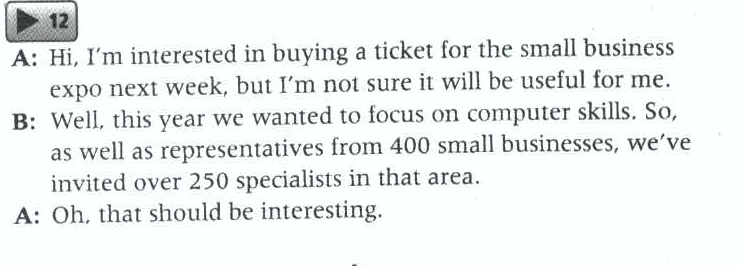 12
A: Hi, I'm interested in buying a ticket for the small business
expo next week, but I'm not sure it will be useful for me.
B: Well, this year we wanted to focus on computer skills. So,
as well as representatives from 400 small businesses, we've
invited over 250 specialists in that area.
A: Oh, that should be interesting.